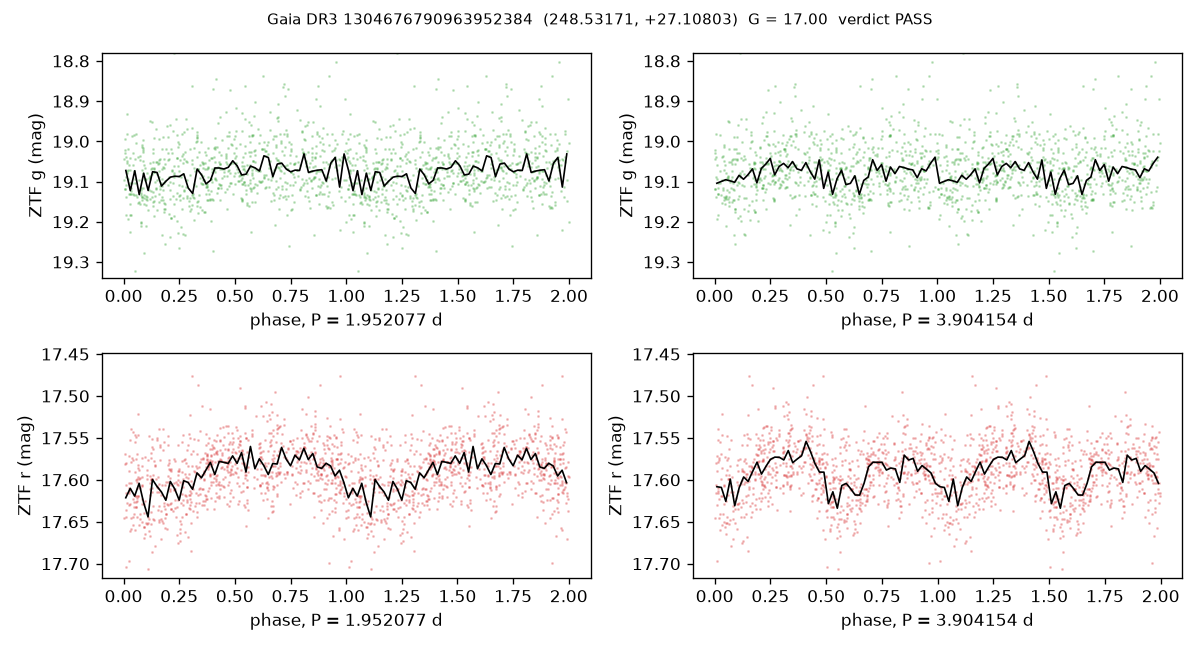 Gaia DR3 1304676790963952384 (248.53171, +27.10803) G = 17.00 verdict PASS
ZTF g (mag)
18.8
18.9
19.0
19.1
19.2
19.3
0.00 0.25 0.50 0.75 1.00 1.25 1.50 1.75 2.00
phase, P = 1.952077 d
ZTF g (mag)
18.8
18.9
19.0
19.1
19.2
19.3
0.00 0.25 0.50 0.75 1.00 1.25 1.50 1.75 2.00
phase, P = 3.904154 d
ZTF r (mag)
17.45
17.50
17.55
17.60
17.65
17.70
0.00 0.25 0.50 0.75 1.00 1.25 1.50 1.75 2.00
phase, P = 1.952077 d
ZTF r (mag)
17.45
17.50
17.55
17.60
17.65
17.70
0.00 0.25 0.50 0.75 1.00 1.25 1.50 1.75 2.00
phase, P = 3.904154 d